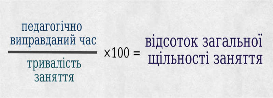 педагогічно
виправданий час
тривалість
заняття
×100 =
відсоток загальної
щільності заняття